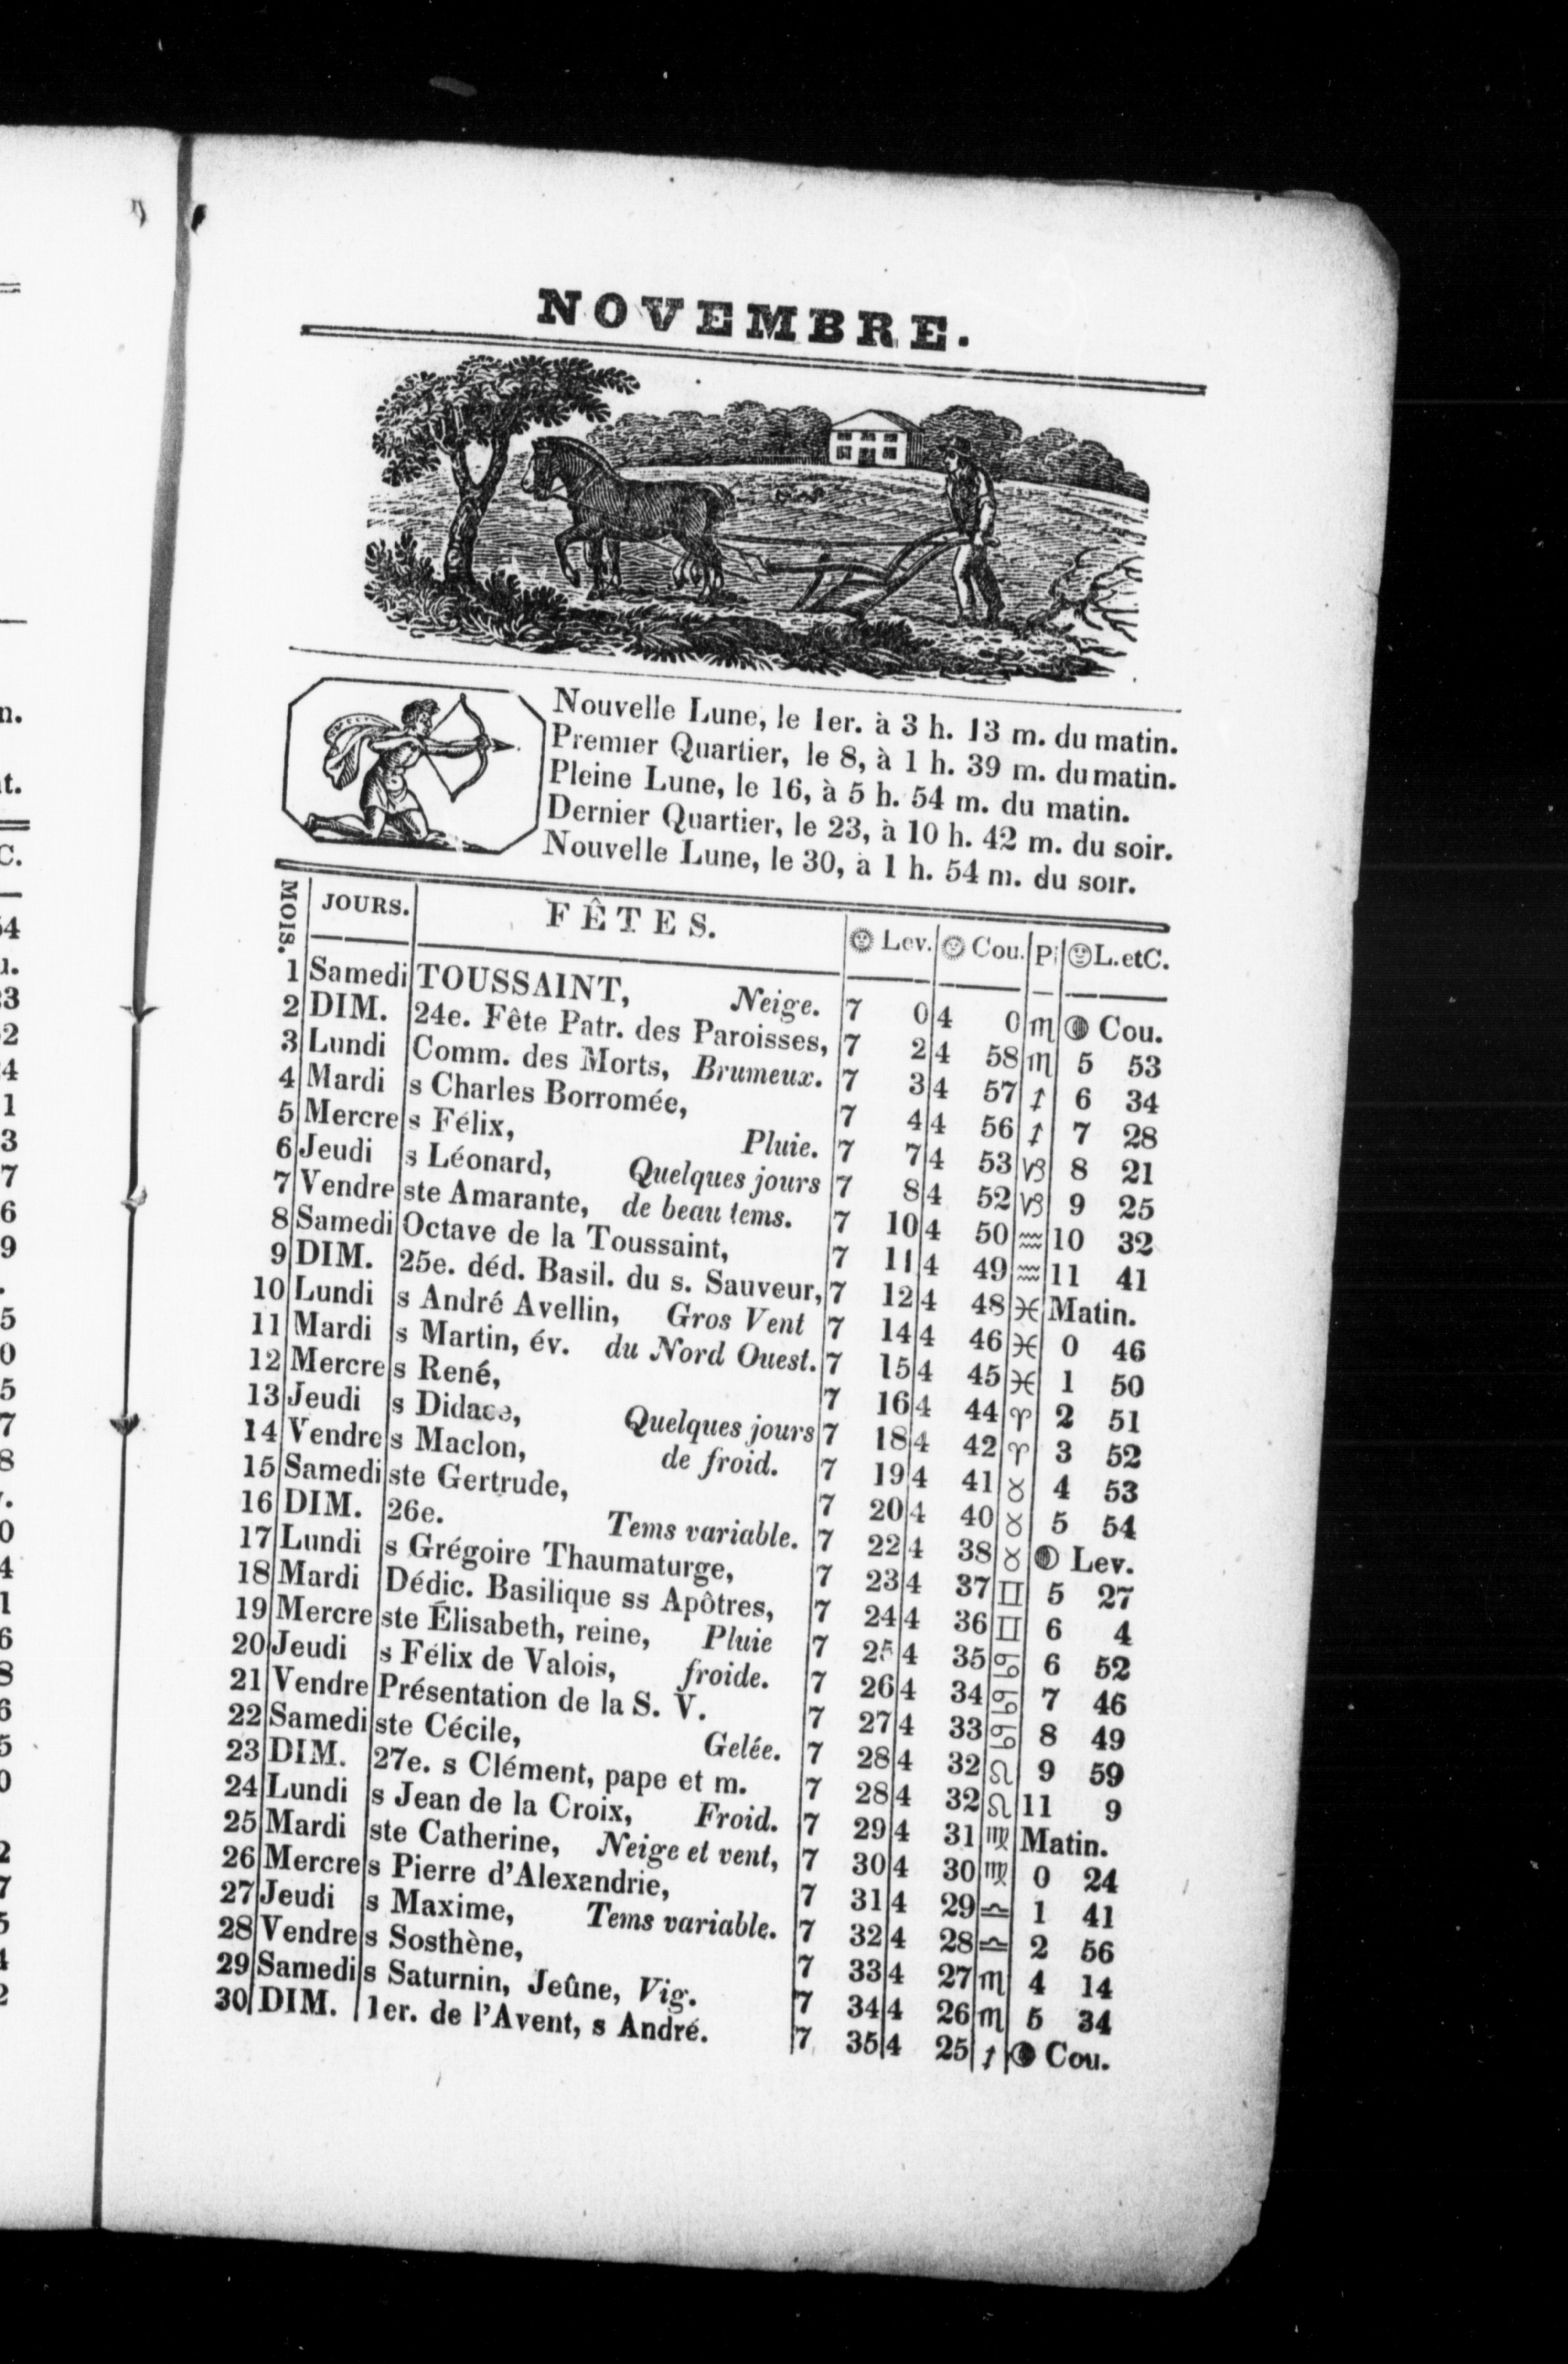 NOVEMBRE.
Nouvelle Lune, le 1er. à 3 h. 13 m. du matin.
Premier Quartier, le 8, à 1 h. 39 m. du matin.
Pleine Lune, le 16, à 5 h. 54 m. du matin.
Dernier Quartier, le 23, à 10 h. 42 m. du soir.
Nouvelle Lune, le 30, à 1 h. 54 m. du soir.
MOIS. JOURS. FÊTES. Lev. Cou. P L. et C.
1 Samedi TOUSSAINT, Neige. 7 0 4 0 ♏ Cou.
2 DIM. 24e. Fête Patr. des Paroisses, 7 2 4 58 ♏ 5 53
3 Lundi Comm. des Morts, Brumeux. 7 3 4 57 ♐ 6 34
4 Mardi s Charles Borromée, 7 4 4 56 ♐ 7 28
5 Mercre s Félix, Pluie. 7 7 4 53 ♑ 8 21
6 Jeudi s Léonard, Quelques jours 7 8 4 52 ♑ 9 25
7 Vendre ste Amarante, de beau tems. 7 10 4 50 ♒ 10 32
8 Samedi Octave de la Toussaint, 7 11 4 49 ♒ 11 41
9 DIM. 25e. déd. Basil. du s. Sauveur, 7 12 4 48 ♓ Matin.
10 Lundi s André Avellin, Gros Vent 7 14 4 46 ♓ 0 46
11 Mardi s Martin, év. du Nord Ouest. 7 15 4 45 ♓ 1 50
12 Mercre s René, 7 16 4 44 ♈ 2 51
13 Jeudi s Didace, Quelques jours 7 18 4 42 ♈ 3 52
14 Vendre s Maclon, de froid. 7 19 4 41 ♉ 4 53
15 Samedi ste Gertrude, 7 20 4 40 ♉ 5 54
16 DIM. 26e. Tems variable. 7 22 4 38 ♉ Lev.
17 Lundi s Grégoire Thaumaturge, 7 23 4 37 ♊ 5 27
18 Mardi Dédic. Basilique ss Apôtres, 7 24 4 36 ♊ 6 4
19 Mercre ste Élisabeth, reine, Pluie 7 25 4 35 ♋ 6 52
20 Jeudi s Félix de Valois, froide. 7 26 4 34 ♋ 7 46
21 Vendre Présentation de la S. V. 7 27 4 33 ♋ 8 49
22 Samedi ste Cécile, Gelée. 7 28 4 32 ♌ 9 59
23 DIM. 27e. s Clément, pape et m. 7 28 4 32 ♌ 11 9
24 Lundi s Jean de la Croix, Froid. 7 29 4 31 ♍ Matin.
25 Mardi ste Catherine, Neige et vent, 7 30 4 30 ♍ 0 24
26 Mercre s Pierre d'Alexandrie, 7 31 4 29 ♎ 1 41
27 Jeudi s Maxime, Tems variable. 7 32 4 28 ♎ 2 56
28 Vendre s Sosthène, 7 33 4 27 ♏ 4 14
29 Samedi s Saturnin, Jeûne, Vig. 7 34 4 26 ♏ 5 34
30 DIM. 1er. de l'Avent, s André. 7 35 4 25 ♐ Cou.